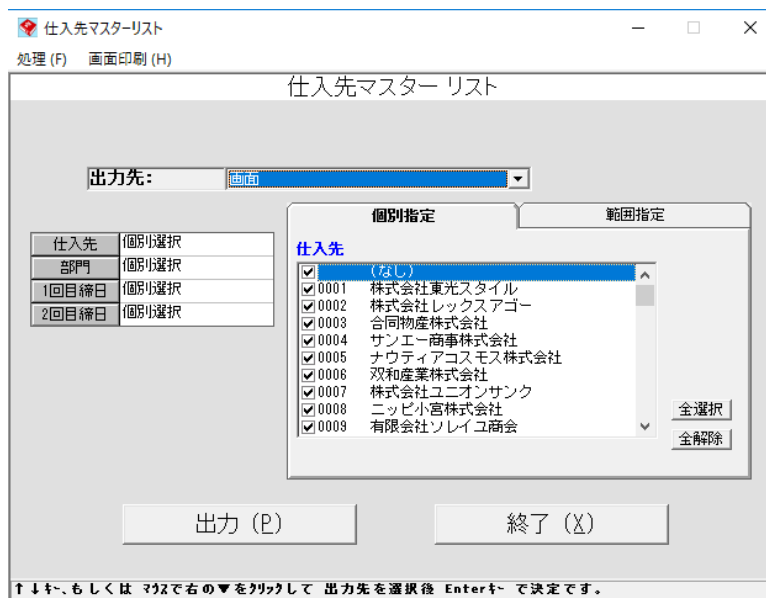 仕入先マスターリスト
処理(F) 画面印刷(H)
仕入先マスター リスト
出力先: 画面
個別指定 範囲指定
仕入先 個別選択
部門 個別選択
1回目締日 個別選択
2回目締日 個別選択
仕入先
(なし)
0001 株式会社東光スタイル
0002 株式会社レックスアゴー
0003 合同物産株式会社
0004 サンエー商事株式会社
0005 ナウティアコスモス株式会社
0006 双和産業株式会社
0007 株式会社ユニオンサンク
0008 ニッピ小宮株式会社
0009 有限会社ソレイユ商会
全選択
全解除
出力 (P) 終了 (X)
↑↓キー、もしくは マウスで右の▼をクリックして 出力先を選択後 Enterキー で決定です。